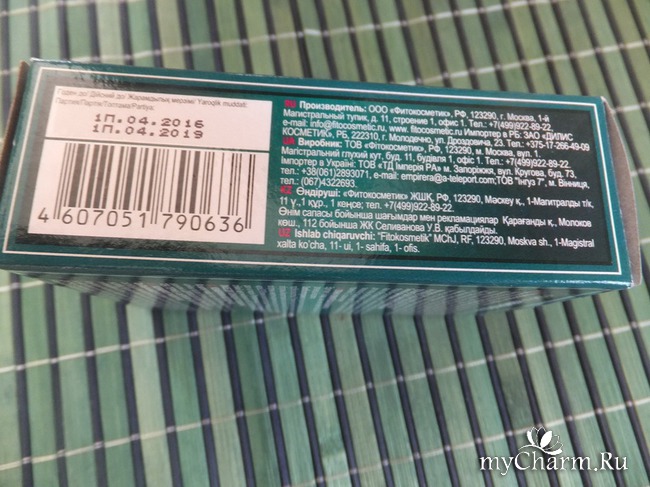 Годен до/ Дійсний до/ Жарамдылық мерзімі/ Yaroqlik muddati:
Партия/Партія/Топтама/Partiya:
1П.04.2016
1П.04.2019
4 607051 790636
RU Производитель: ООО «Фитокосметик», РФ, 123290, г. Москва, 1-й
Магистральный тупик, д. 11, строение 1, офис 1. Тел.: +7(499)922-89-22,
e-mail: info@fitocosmetic.ru, www. fitocosmetic.ru Импортер в РБ: ЗАО «ДИЛИС
КОСМЕТИК», РБ, 222310, г. Молодечно, ул. Дроздовича, 23. Тел.: +375-17-266-49-09
UA Виробник: ТОВ «Фітокосметик», РФ, 123290, м. Москва, вул. 1
Магістральний глухий кут, буд. 11, будівля 1, офіс 1. Тел.: +7(499)922-89-22.
Імпортер в Україні: ТОВ «ТД Імперія РА» м. Запоріжжя, вул. Кругова, буд. 73,
тел.: +38(061)2893071, e-mail: empirera@a-teleport.com;ТОВ "Інгуз 7", м. Вінниця,
тел.: (067)4322693.
KZ Өндіруші: «Фитокосметик» ЖШҚ, РФ, 123290, Мәскеу қ., 1-Магитралды т/к,
11 ү., 1 құр., 1 кеңсе; тел. +7(499)922-89-22.
Өнім сапасы бойынша шағымдар мен рекламациялар Қарағанды қ., Молоков
көш., 112 бойынша ЖК Селиванова У.В. қабылдайды.
UZ Ishlab chiqaruvchi: "Fitokosmetik" MChJ, RF, 123290, Moskva sh., 1-Magistral
xalta ko'cha, 11- ui, 1- sahifa, 1- ofis.
myCharm.Ru